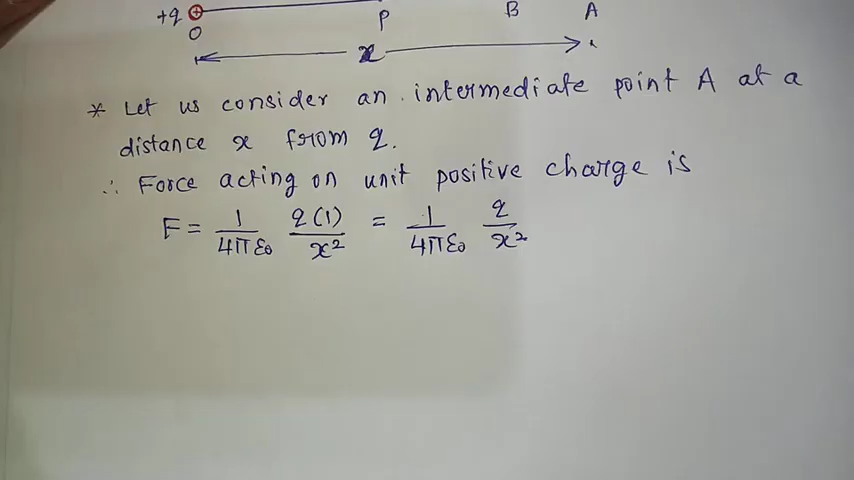 +q + P B A
O
x
* Let us consider an intermediate point A at a
distance x from q.
∴ Force acting on unit positive charge is
F = 1/4πε₀ q(1)/x² = 1/4πε₀ q/x²